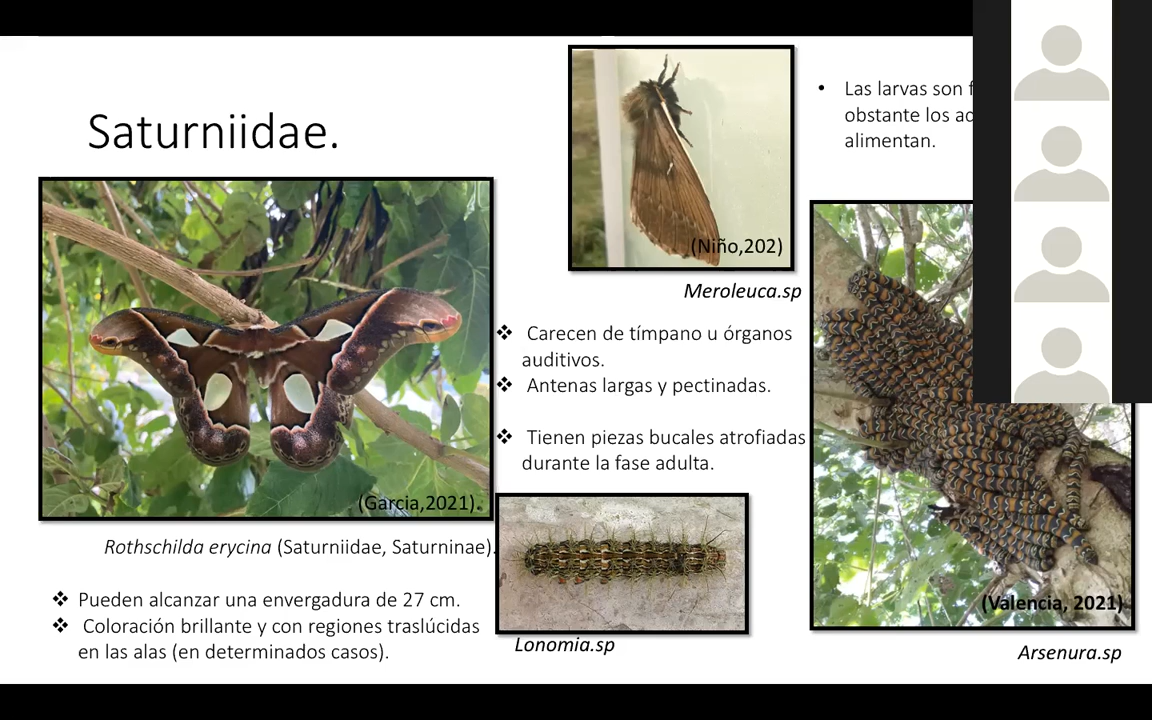 Saturniidae.
(Garcia,2021).
Rothschilda erycina (Saturniidae, Saturninae).
❖ Pueden alcanzar una envergadura de 27 cm.
❖ Coloración brillante y con regiones traslúcidas
en las alas (en determinados casos).
(Niño,202)
Meroleuca.sp
❖ Carecen de tímpano u órganos
auditivos.
❖ Antenas largas y pectinadas.
❖ Tienen piezas bucales atrofiadas
durante la fase adulta.
Lonomia.sp
• Las larvas son
obstante los
alimentan.
(Valencia, 2021)
Arsenura.sp